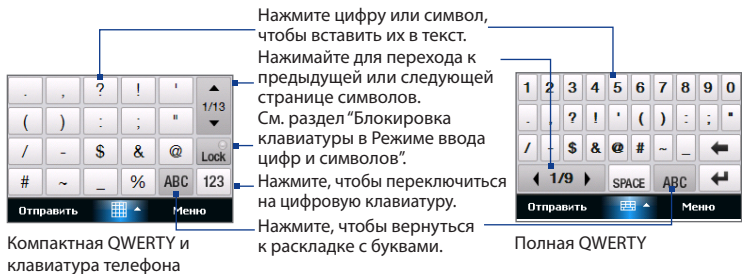 Нажмите цифру или символ,
чтобы вставить их в текст.
Нажимайте для перехода к
предыдущей или следующей
странице символов.
См. раздел "Блокировка
клавиатуры в Режиме ввода
цифр и символов".
Нажмите, чтобы переключиться
на цифровую клавиатуру.
Нажмите, чтобы вернуться
к раскладке с буквами.
. , ? ! ' 1/13
( ) : ; "
/ - $ & @ Lock
# ~ _ % ABC 123
Отправить Меню
Компактная QWERTY и
клавиатура телефона
1 2 3 4 5 6 7 8 9 0
. , ? ! ' ( ) : ; "
/ - $ & @ # ~ _
1/9 SPACE ABC
Отправить Меню
Полная QWERTY